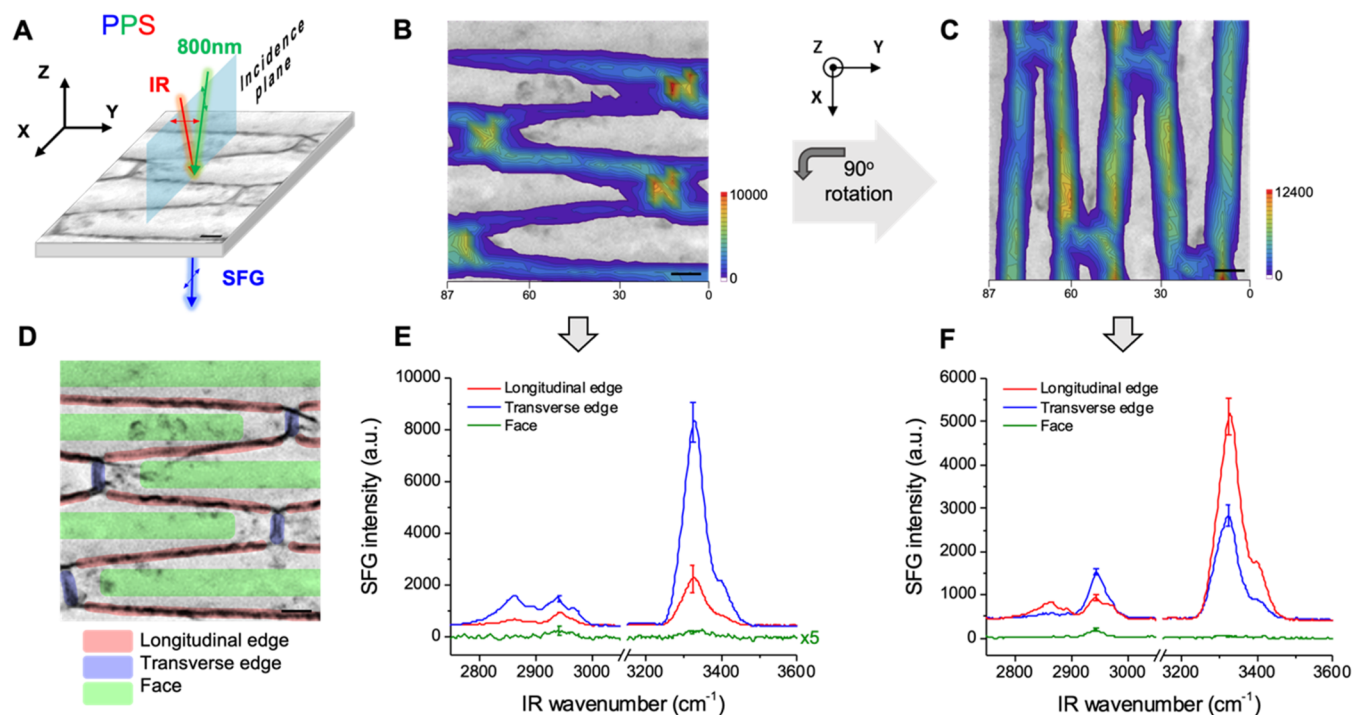 A
PPS
800nm
IR
Incidence
plane
Z
Y
X
SFG
B
10000
0
87
60
30
0
Z
Y
X
90º
rotation
C
12400
0
87
60
30
0
D
Longitudinal edge
Transverse edge
Face
E
SFG intensity (a.u.)
10000
8000
6000
4000
2000
0
Longitudinal edge
Transverse edge
Face
x5
2800
2900
3000
3200
3300
3400
3500
3600
IR wavenumber (cm⁻¹)
F
SFG intensity (a.u.)
6000
5000
4000
3000
2000
1000
0
Longitudinal edge
Transverse edge
Face
2800
2900
3000
3200
3300
3400
3500
3600
IR wavenumber (cm⁻¹)